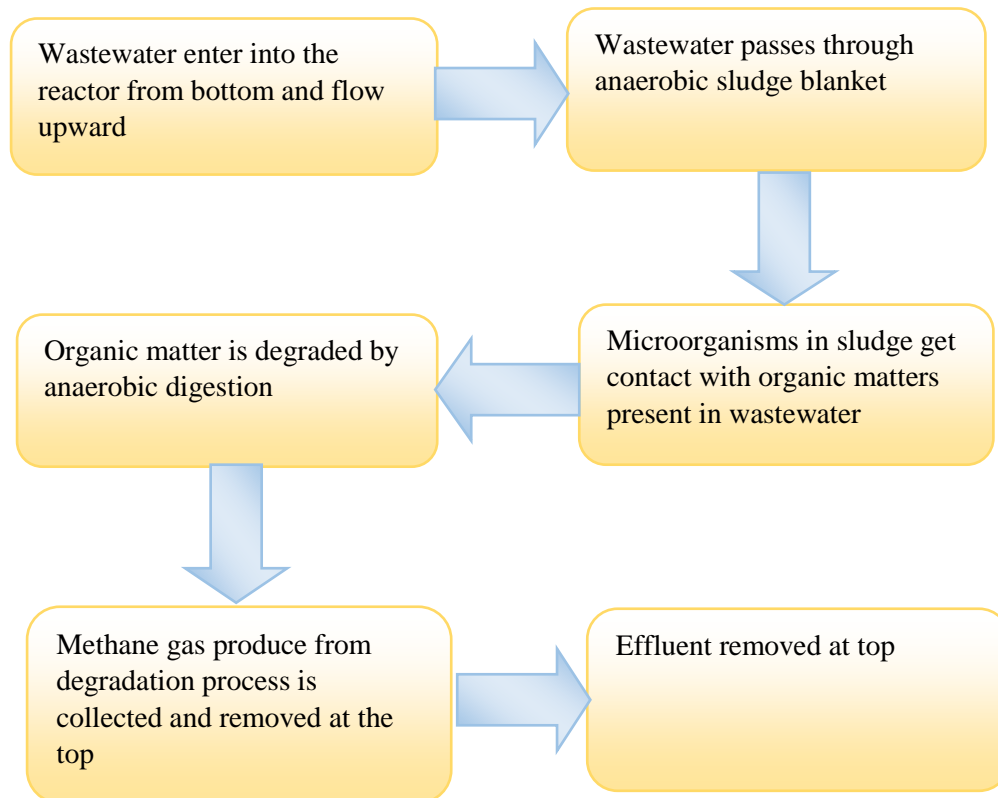 Wastewater enter into the
reactor from bottom and flow
upward
Wastewater passes through
anaerobic sludge blanket
Microorganisms in sludge get
contact with organic matters
present in wastewater
Organic matter is degraded by
anaerobic digestion
Methane gas produce from
degradation process is
collected and removed at the
top
Effluent removed at top